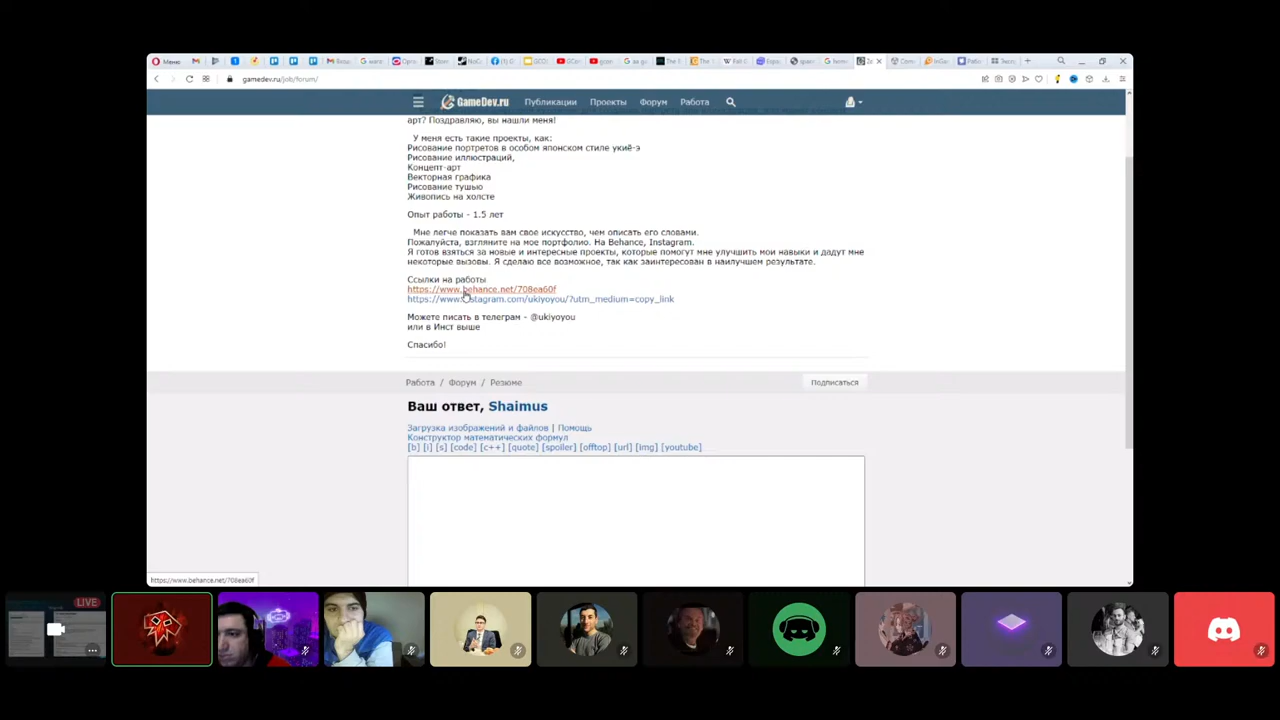 Меню
gamedev.ru/job/forum/
GameDev.ru
Публикации
Проекты
Форум
Работа
арт? Поздравляю, вы нашли меня!
У меня есть такие проекты, как:
Рисование портретов в особом японском стиле укиё-э
Рисование иллюстраций,
Концепт-арт
Векторная графика
Рисование тушью
Живопись на холсте
Опыт работы - 1.5 лет
Мне легче показать вам свое искусство, чем описать его словами.
Пожалуйста, взгляните на мое портфолио. На Behance, Instagram.
Я готов взяться за новые и интересные проекты, которые помогут мне улучшить мои навыки и дадут мне
некоторые вызовы. Я сделаю все возможное, так как заинтересован в наилучшем результате.
Ссылки на работы
https://www.behance.net/708ea60f
https://www.instagram.com/ukiyoyou/?utm_medium=copy_link
Можете писать в телеграм - @ukiyoyou
или в Инст выше
Спасибо!
Работа / Форум / Резюме
Подписаться
Ваш ответ, Shaimus
Загрузка изображений и файлов | Помощь
Конструктор математических формул
[b] [i] [s] [code] [c++] [quote] [spoiler] [offtop] [url] [img] [youtube]
https://www.behance.net/708ea60f
LIVE